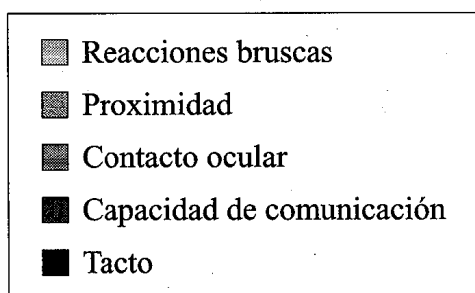 Reacciones bruscas
Proximidad
Contacto ocular
Capacidad de comunicación
Tacto